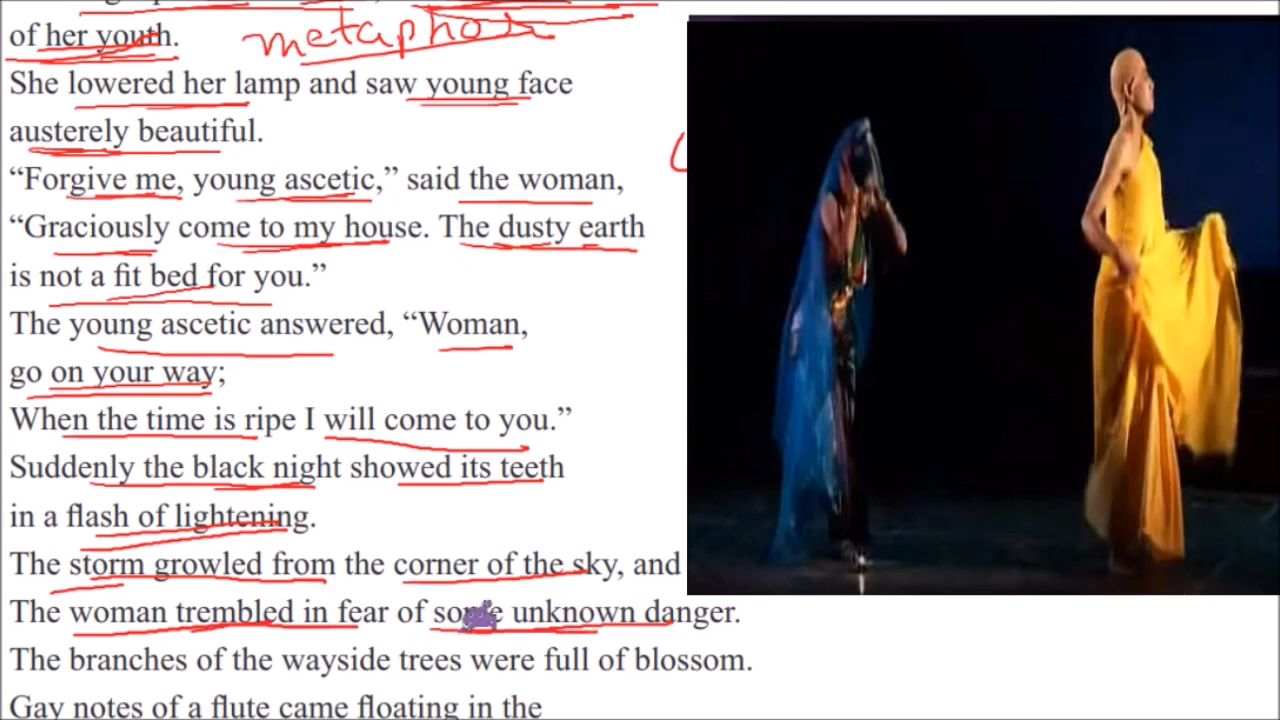 of her youth.
metaphor
She lowered her lamp and saw young face
austerely beautiful.
“Forgive me, young ascetic,” said the woman,
“Graciously come to my house. The dusty earth
is not a fit bed for you.”
The young ascetic answered, “Woman,
go on your way;
When the time is ripe I will come to you.”
Suddenly the black night showed its teeth
in a flash of lightening.
The storm growled from the corner of the sky, and
The woman trembled in fear of some unknown danger.
The branches of the wayside trees were full of blossom.
Gay notes of a flute came floating in the